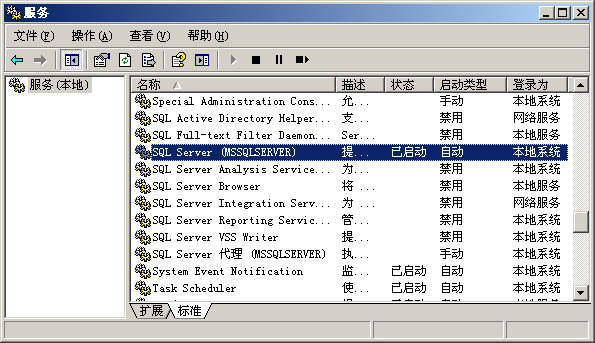 服务
文件(F) 操作(A) 查看(V) 帮助(H)
服务(本地)
名称 描述 状态 启动类型 登录为
Special Administration Cons... 允... 手动 本地系统
SQL Active Directory Helper... 支... 禁用 网络服务
SQL Full-text Filter Daemon... Ser... 禁用 本地服务
SQL Server (MSSQLSERVER) 提... 已启动 自动 本地系统
SQL Server Analysis Service... 为... 禁用 本地系统
SQL Server Browser 将 ... 禁用 本地服务
SQL Server Integration Serv... 为... 禁用 网络服务
SQL Server Reporting Servic... 管... 禁用 本地系统
SQL Server VSS Writer 提... 禁用 本地系统
SQL Server 代理 (MSSQLSERVER) 执... 手动 本地系统
System Event Notification 监... 已启动 自动 本地系统
Task Scheduler 使... 已启动 自动 本地系统
扩展 标准